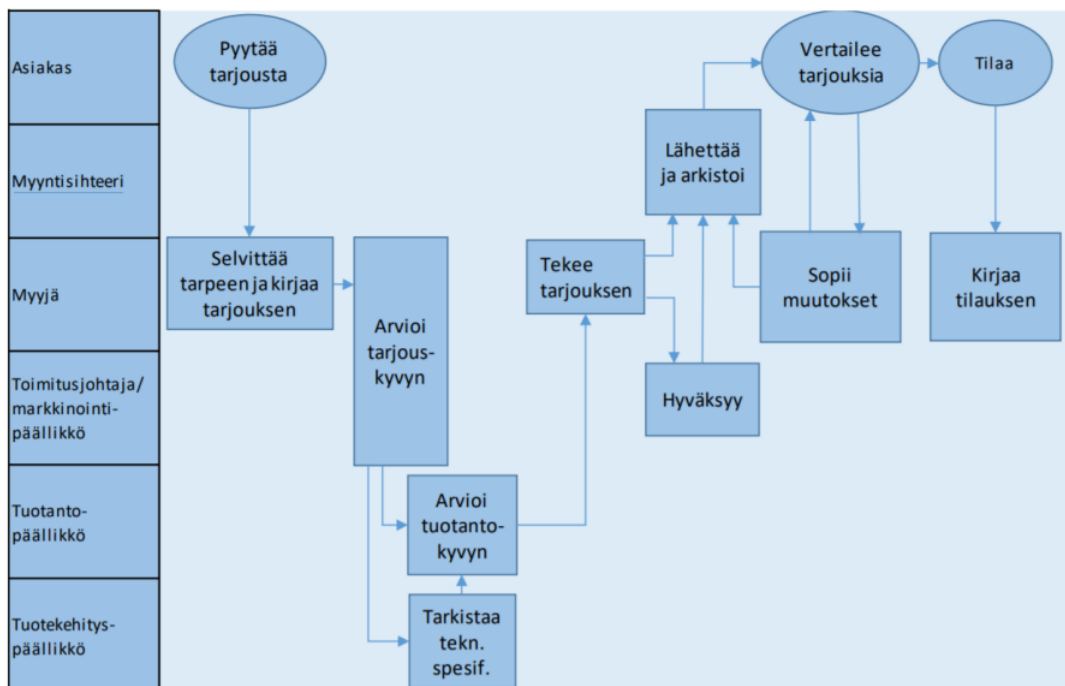 Asiakas
Pyytää
tarjousta
Vertailee
tarjouksia
Tilaa
Myyntisihteeri
Lähettää
ja arkistoi
Myyjä
Selvittää
tarpeen ja kirjaa
tarjouksen
Arvioi
tarjous-
kyvyn
Tekee
tarjouksen
Sopii
muutokset
Kirjaa
tilauksen
Toimitusjohtaja/
markkinointi-
päällikkö
Hyväksyy
Tuotanto-
päällikkö
Arvioi
tuotanto-
kyvyn
Tuotekehitys-
päällikkö
Tarkistaa
tekn.
spesif.